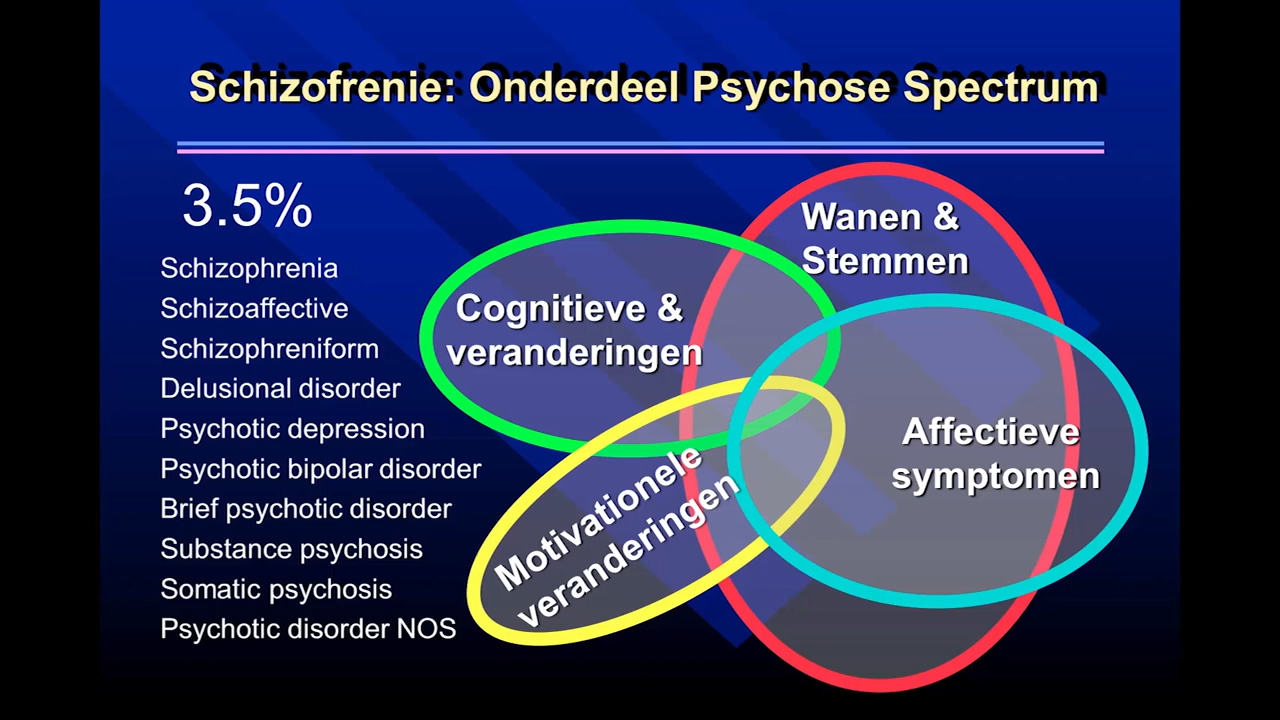 Schizofrenie: Onderdeel Psychose Spectrum
3.5%
Schizophrenia
Schizoaffective
Schizophreniform
Delusional disorder
Psychotic depression
Psychotic bipolar disorder
Brief psychotic disorder
Substance psychosis
Somatic psychosis
Psychotic disorder NOS
Cognitieve &
veranderingen
Wanen &
Stemmen
Motivationele
veranderingen
Affectieve
symptomen